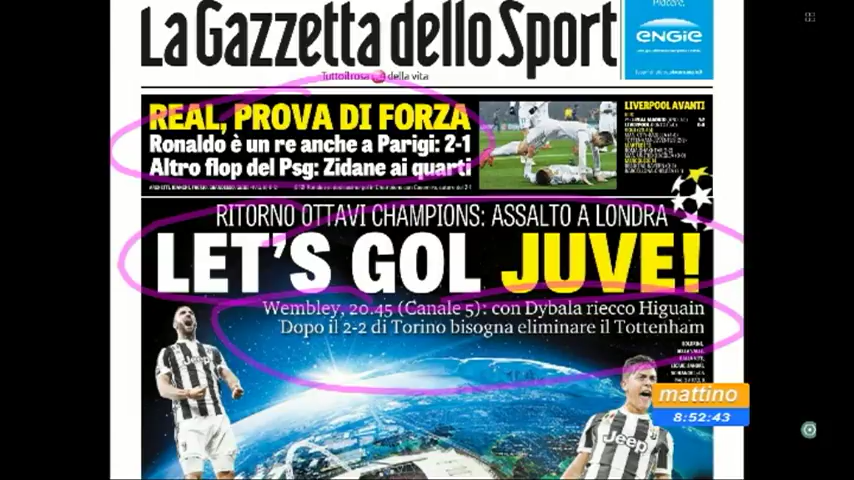 La Gazzetta dello Sport
Tutto il rosa della vita
ENGIE
REAL, PROVA DI FORZA
Ronaldo è un re anche a Parigi: 2-1
Altro flop del Psg: Zidane ai quarti
LIVERPOOL AVANTI
RITORNO OTTAVI CHAMPIONS: ASSALTO A LONDRA
LET'S GOL JUVE!
Wembley, 20.45 (Canale 5): con Dybala riecco Higuain
Dopo il 2-2 di Torino bisogna eliminare il Tottenham
Jeep
Jeep
mattino
8:52:43